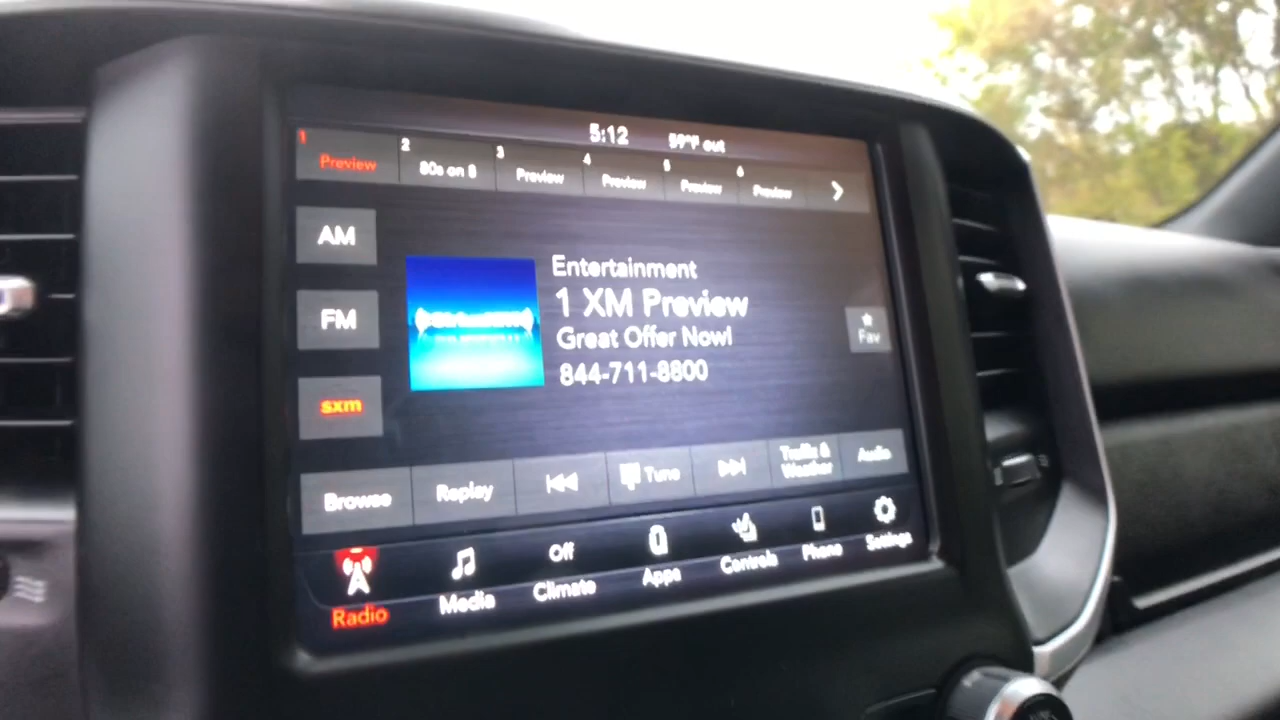 5:12 59°F out
1 Preview
2 80s on 8
3 Preview
4 Preview
5 Preview
6 Preview
AM
FM
sxm
Entertainment
1 XM Preview
Great Offer Now!
844-711-8800
Fav
Browse
Replay
Tune
Traffic &
Weather
Audio
Radio
Media
Off
Climate
Apps
Controls
Phone
Settings